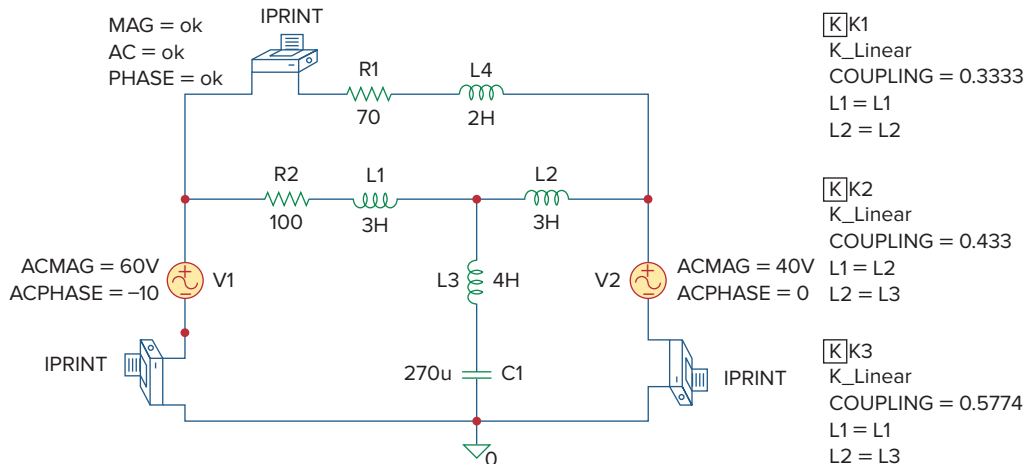 MAG = ok
AC = ok
PHASE = ok
IPRINT
R1
70
L4
2H
R2
100
L1
3H
L2
3H
ACMAG = 60V
ACPHASE = –10
V1
L3
4H
V2
ACMAG = 40V
ACPHASE = 0
IPRINT
270u
C1
IPRINT
0
K K1
K_Linear
COUPLING = 0.3333
L1 = L1
L2 = L2
K K2
K_Linear
COUPLING = 0.433
L1 = L2
L2 = L3
K K3
K_Linear
COUPLING = 0.5774
L1 = L1
L2 = L3